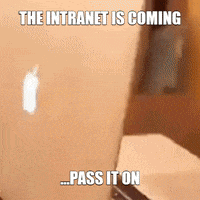 THE INTRANET IS COMING
...PASS IT ON